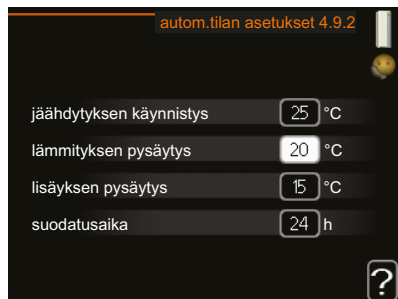 autom.tilan asetukset 4.9.2
jäähdytyksen käynnistys 25 °C
lämmityksen pysäytys 20 °C
lisäyksen pysäytys 15 °C
suodatusaika 24 h
?